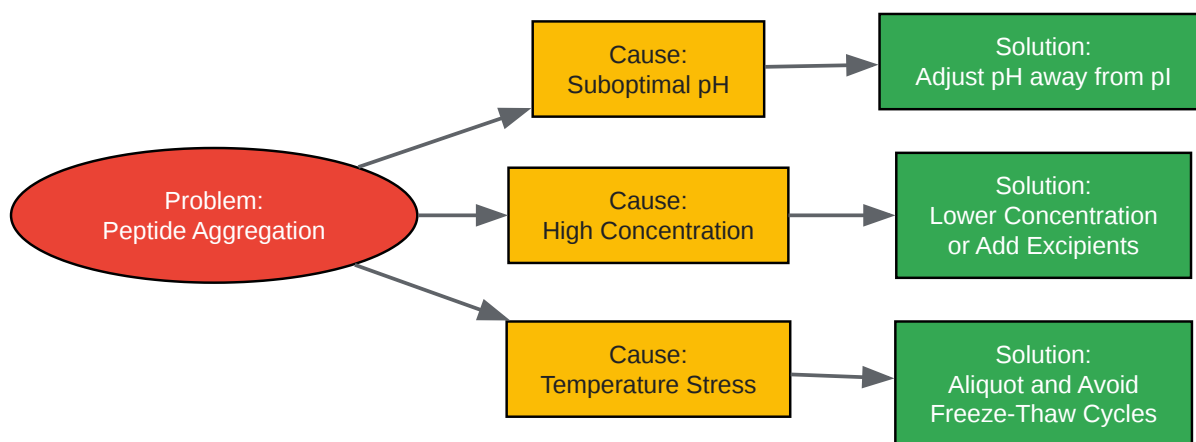 Problem:
Peptide Aggregation
Cause:
Suboptimal pH
Solution:
Adjust pH away from pI
Cause:
High Concentration
Solution:
Lower Concentration
or Add Excipients
Cause:
Temperature Stress
Solution:
Aliquot and Avoid
Freeze-Thaw Cycles